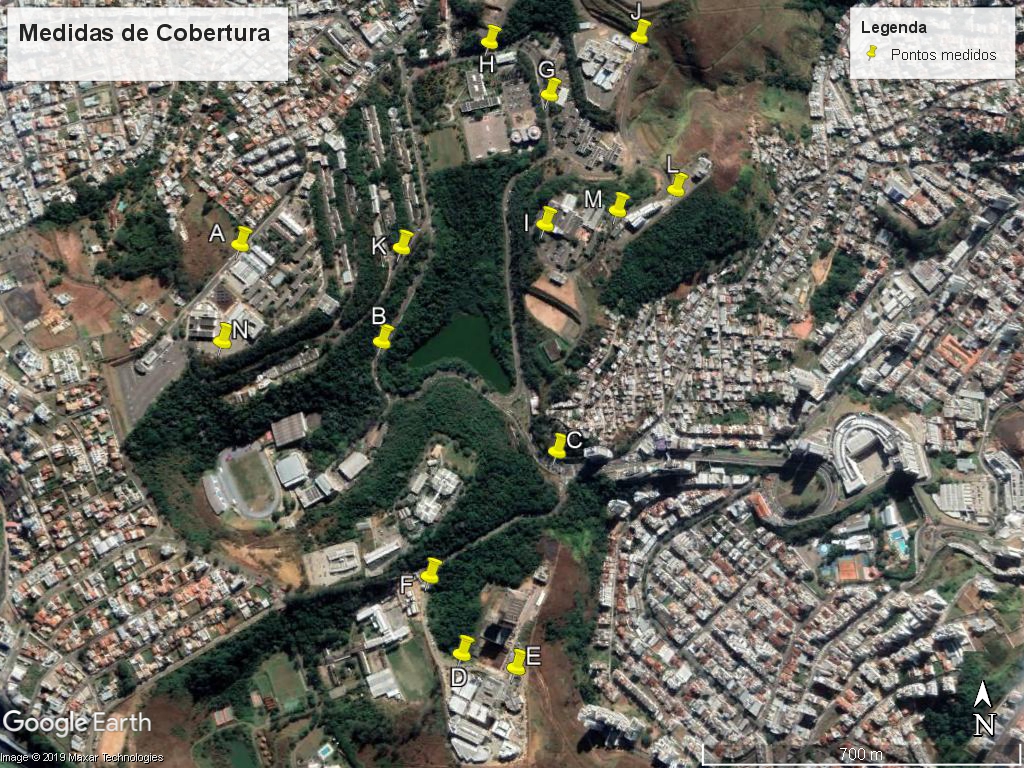 Medidas de Cobertura
Legenda
Pontos medidos
J
H
G
L
M
I
A
K
B
N
C
F
E
D
Google Earth
Image © 2019 Maxar Technologies
N
700 m